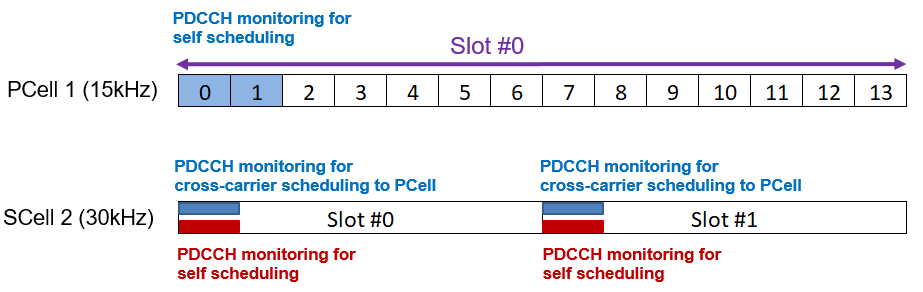 PDCCH monitoring for
self scheduling
Slot #0
PCell 1 (15kHz)
0 1 2 3 4 5 6 7 8 9 10 11 12 13
PDCCH monitoring for
cross-carrier scheduling to PCell
PDCCH monitoring for
cross-carrier scheduling to PCell
SCell 2 (30kHz)
Slot #0
Slot #1
PDCCH monitoring for
self scheduling
PDCCH monitoring for
self scheduling